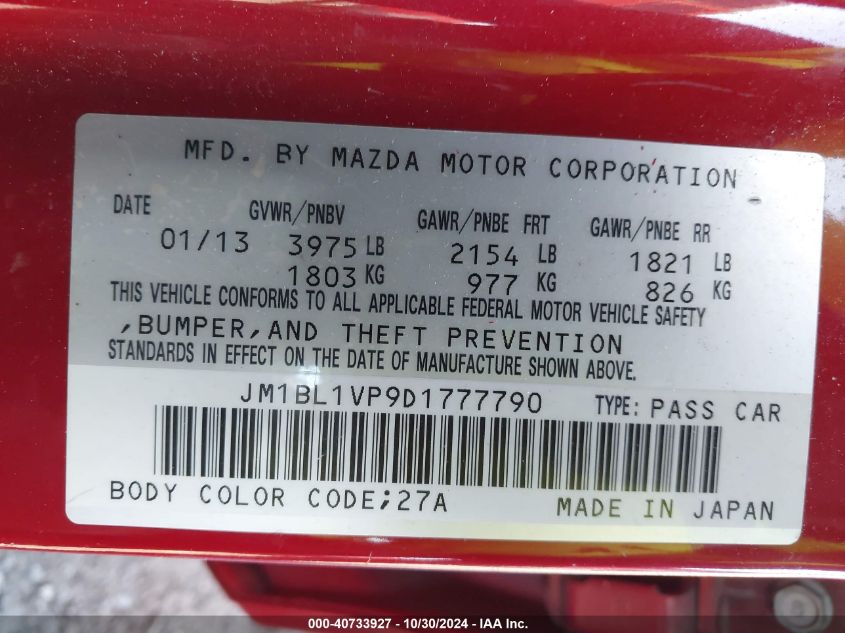 MFD. BY MAZDA MOTOR CORPORATION
DATE GVWR/PNBV GAWR/PNBE FRT GAWR/PNBE RR
01/13 3975 LB 2154 LB 1821 LB
1803 KG 977 KG 826 KG
THIS VEHICLE CONFORMS TO ALL APPLICABLE FEDERAL MOTOR VEHICLE SAFETY
,BUMPER,AND THEFT PREVENTION
STANDARDS IN EFFECT ON THE DATE OF MANUFACTURE SHOWN ABOVE.
JM1BL1VP9D1777790 TYPE: PASS CAR
BODY COLOR CODE;27A MADE IN JAPAN
000-40733927 - 10/30/2024 - IAA Inc.